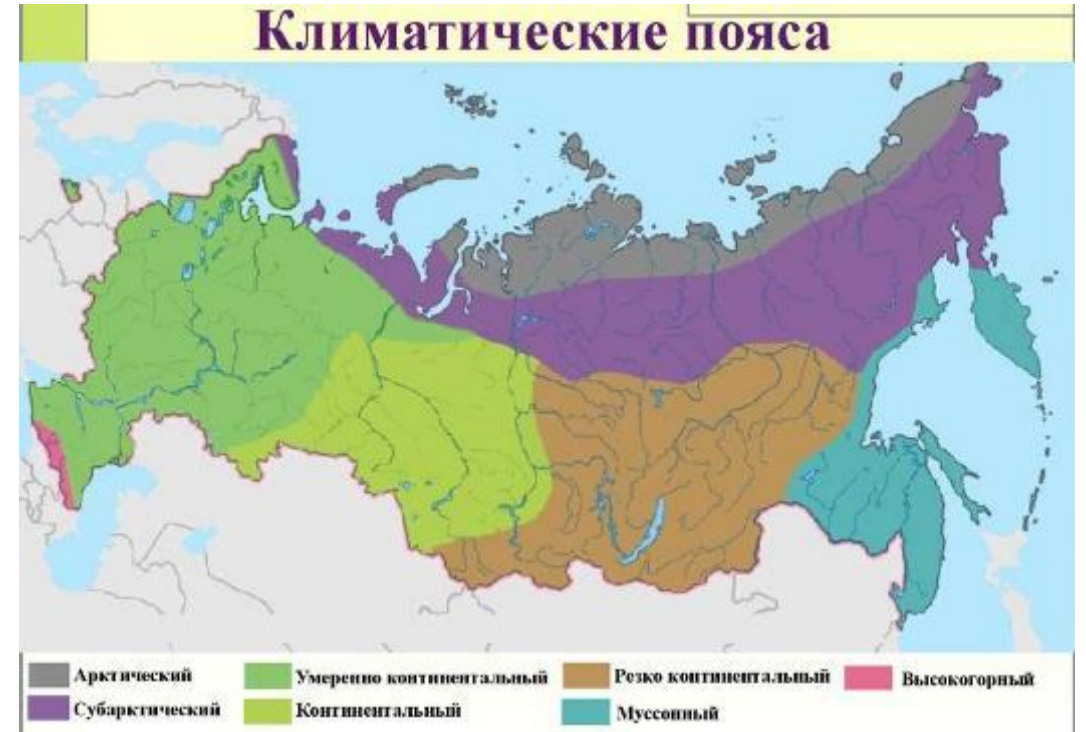 Климатические пояса
Арктический
Умеренно континентальный
Резко континентальный
Высокогорный
Субарктический
Континентальный
Муссонный